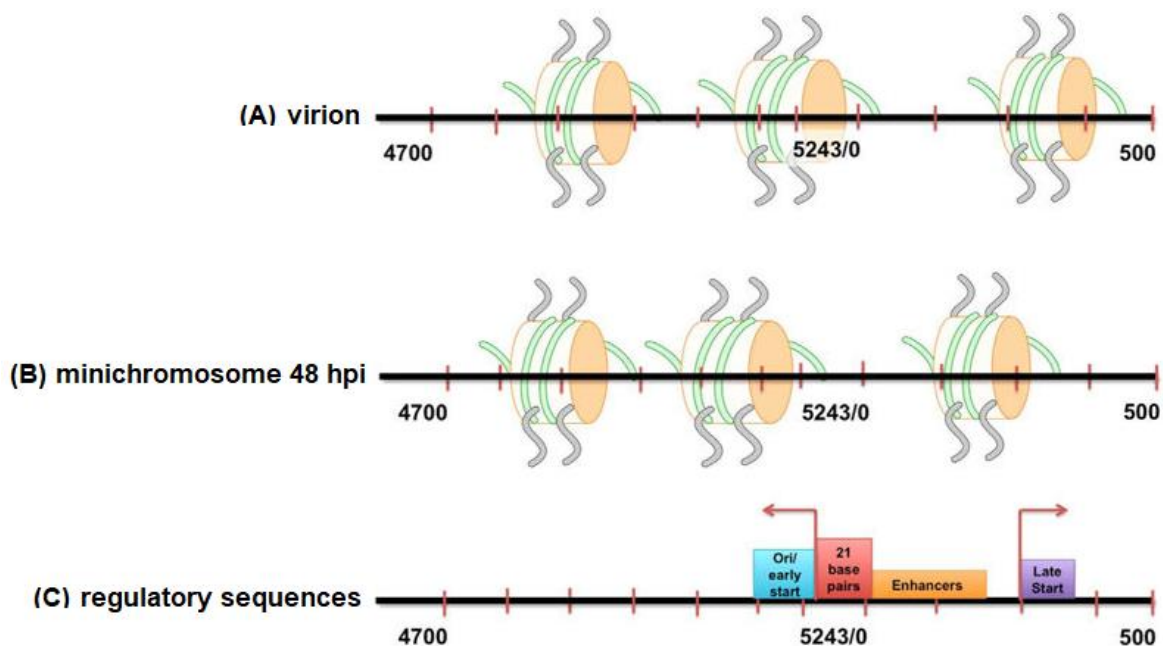 (A) virion
4700
5243/0
500
(B) minichromosome 48 hpi
4700
5243/0
500
Ori/
early
start
21
base
pairs
Enhancers
Late
Start
(C) regulatory sequences
4700
5243/0
500